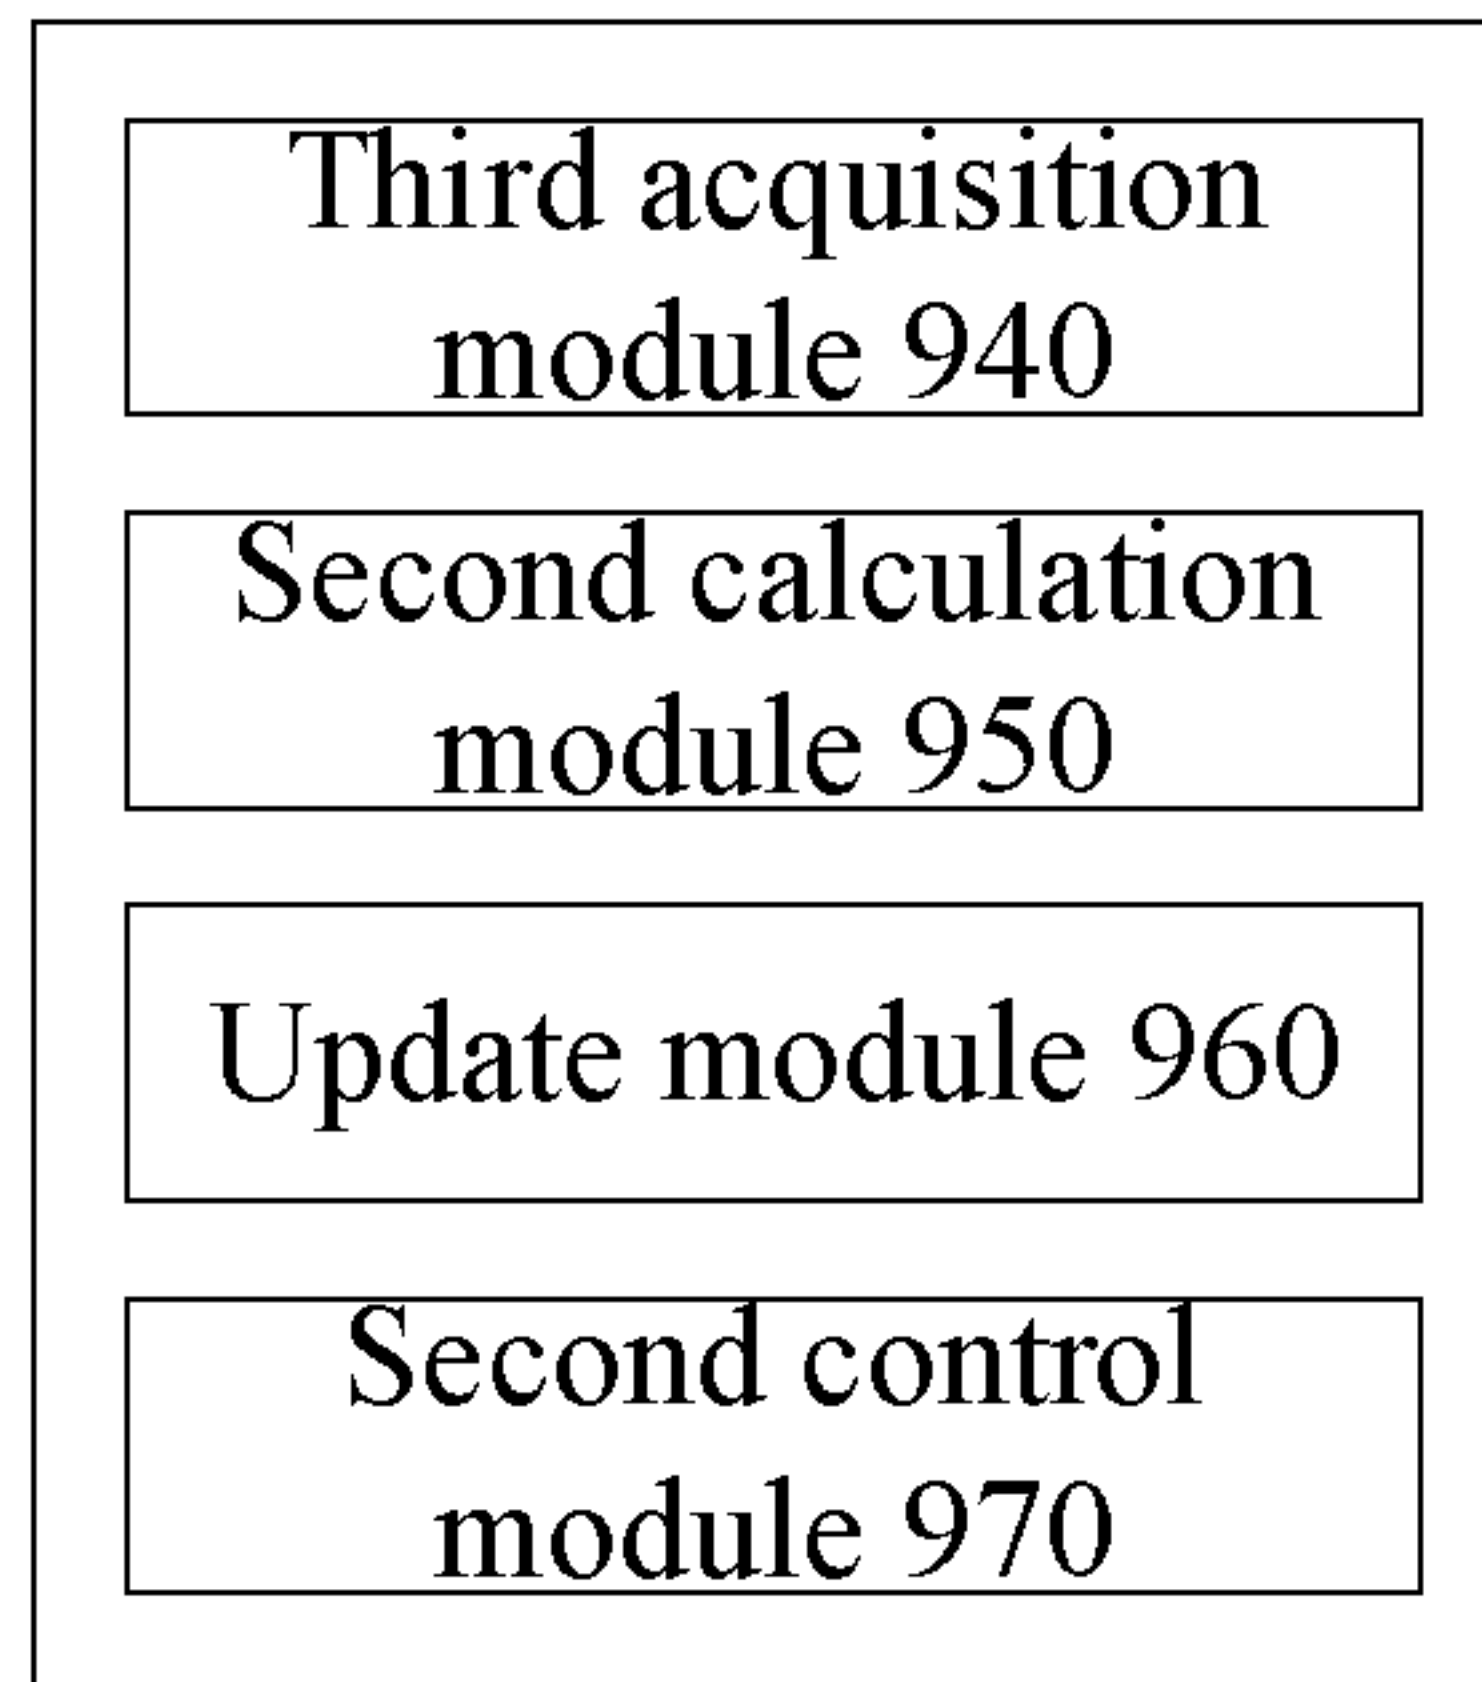 Third acquisition
module 940
Second calculation
module 950
Update module 960
Second control
module 970